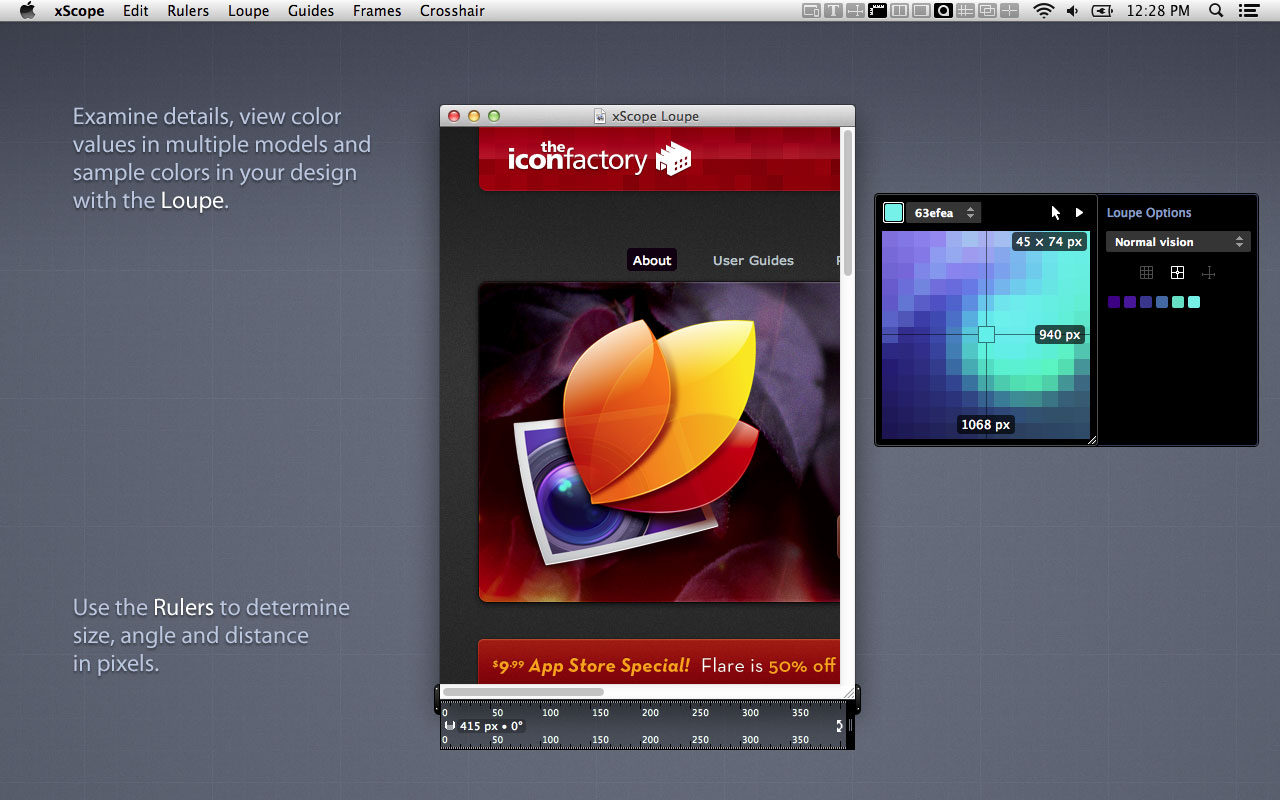 xScope Edit Rulers Loupe Guides Frames Crosshair 12:28 PM
Examine details, view color
values in multiple models and
sample colors in your design
with the Loupe.
xScope Loupe
the
iconfactory
About User Guides
63efea
45 × 74 px
940 px
1068 px
Loupe Options
Normal vision
$9.99 App Store Special! Flare is 50% off
Use the Rulers to determine
size, angle and distance
in pixels.
0 50 100 150 200 250 300 350
415 px • 0°
0 50 100 150 200 250 300 350